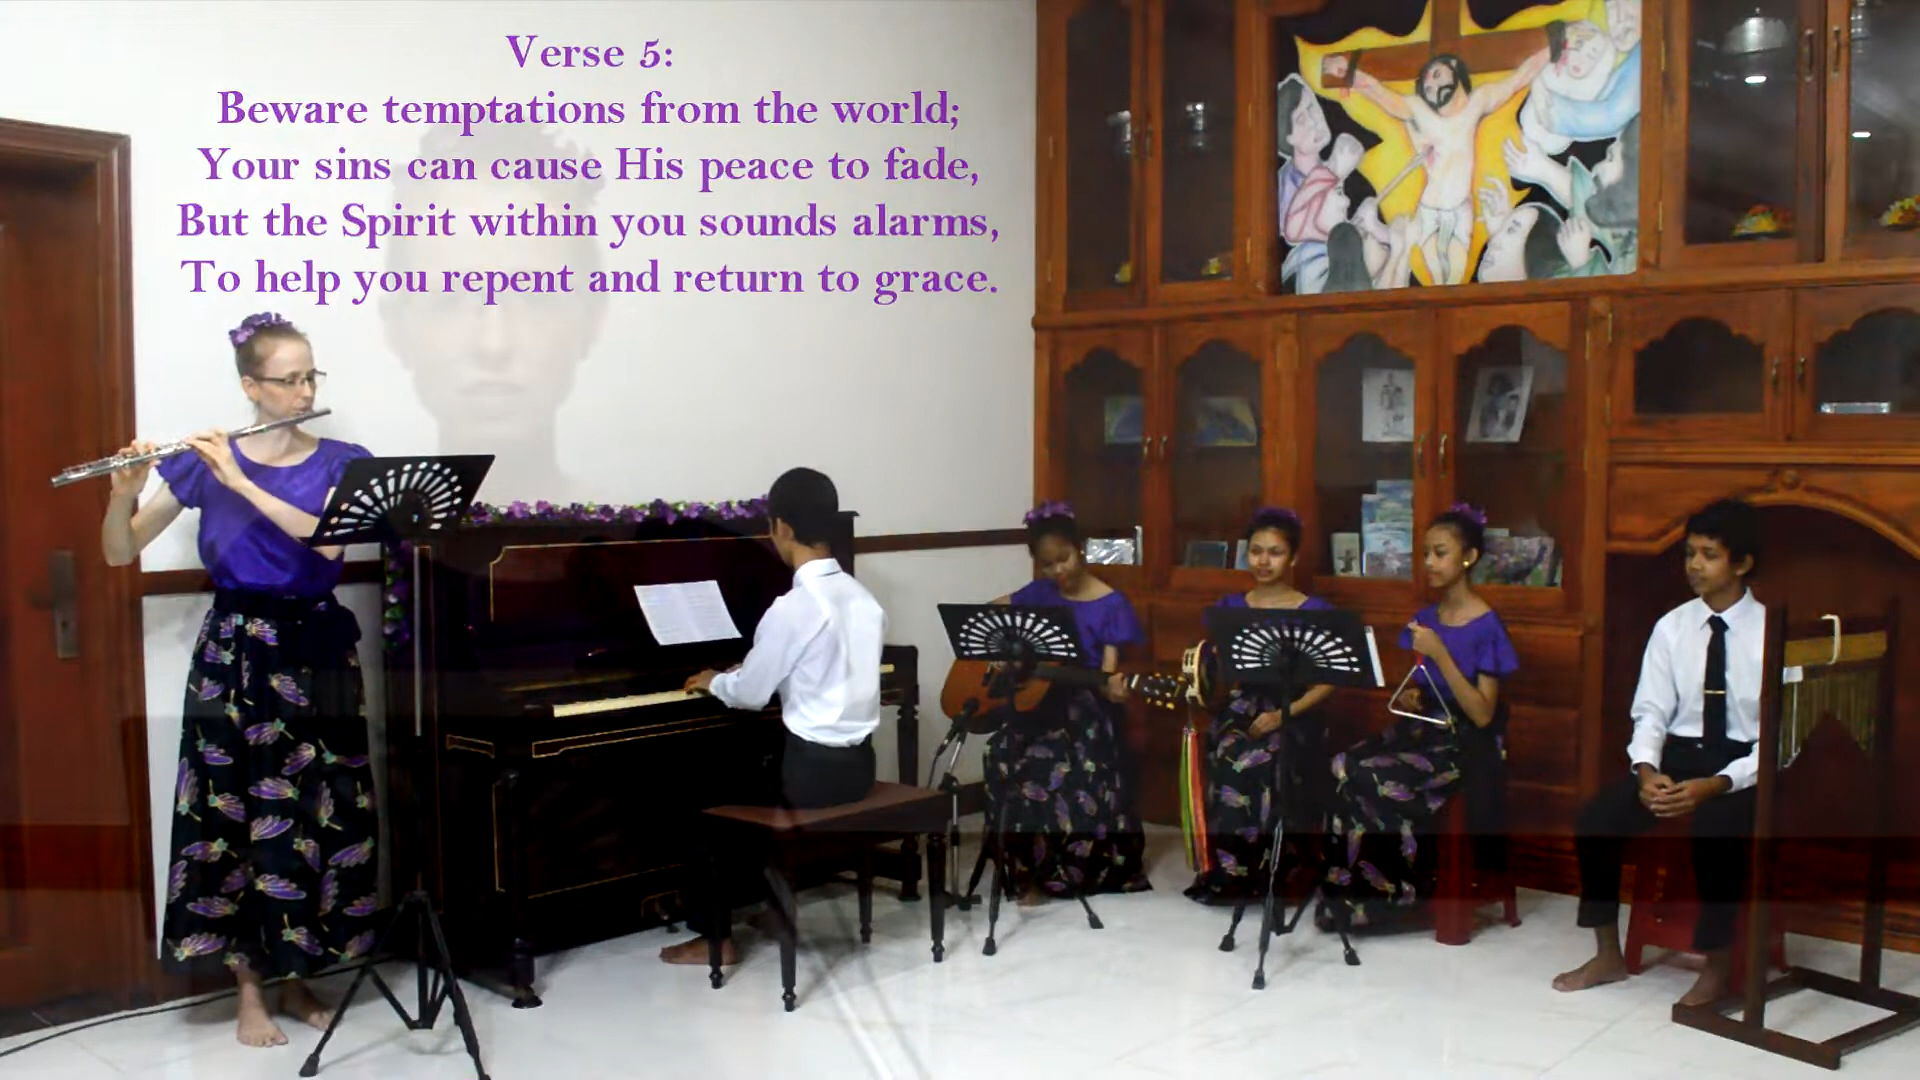 Verse 5:
Beware temptations from the world;
Your sins can cause His peace to fade,
But the Spirit within you sounds alarms,
To help you repent and return to grace.